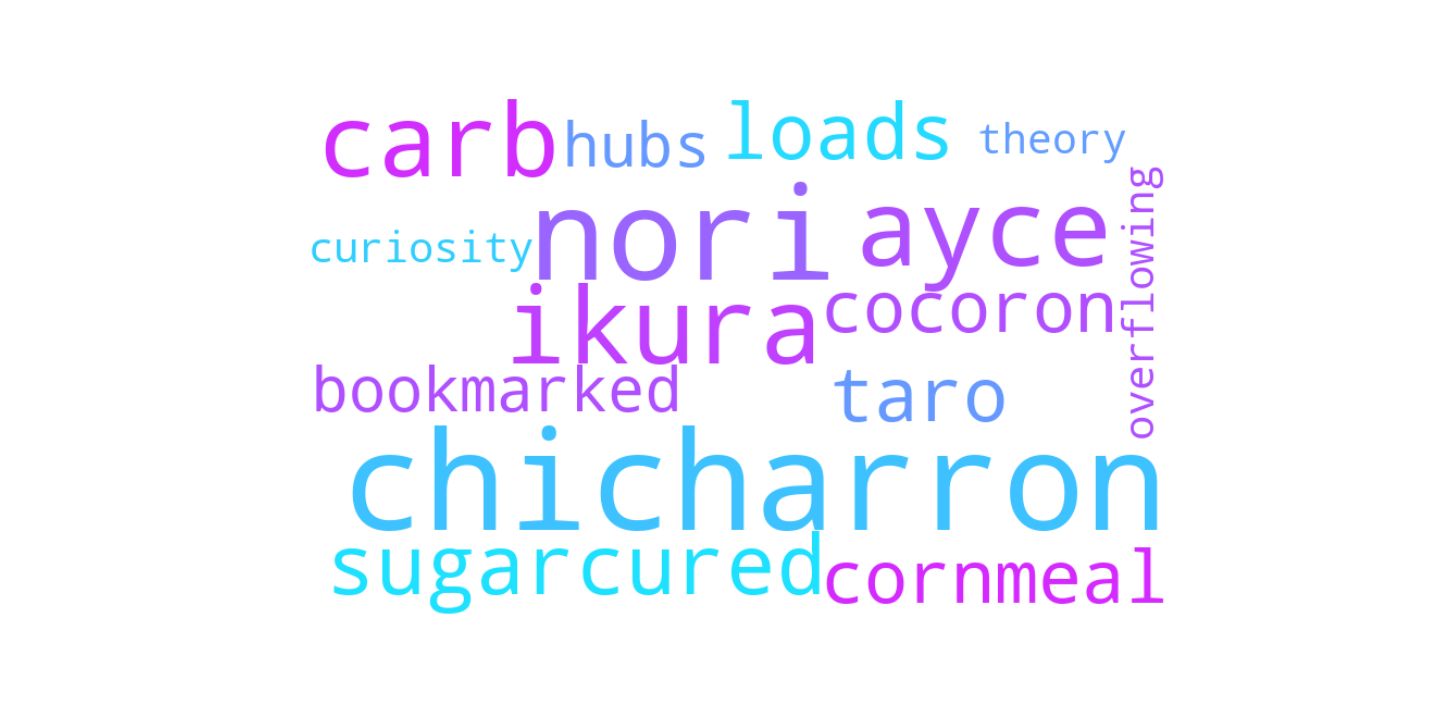 carb
hubs
loads
theory
curiosity
nori
ayce
overflowing
ikura
cocoron
bookmarked
taro
chicharron
sugarcured
cornmeal